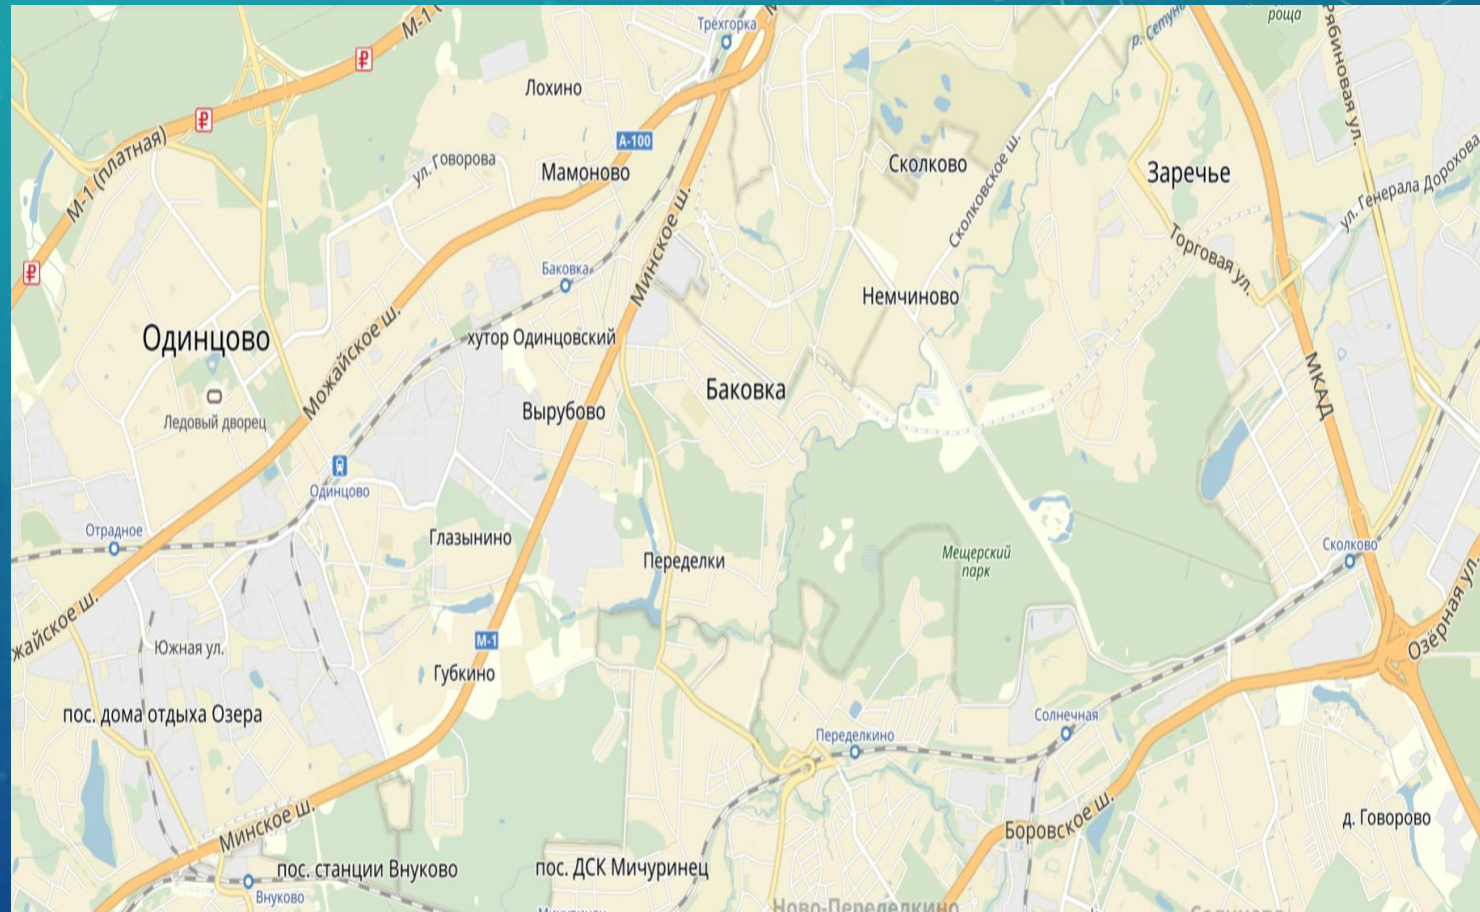 Трёхгорка
М-1
р. Сетунь
роща
Рябиновая ул.
Лохино
М-1 (платная)
А-100
ул. Говорова
Мамоново
Сколково
Сколковское ш.
Заречье
ул. Генерала Дорохова
Минское ш.
Торговая ул.
Баковка
Немчиново
Одинцово
хутор Одинцовский
Можайское ш.
МКАД
Баковка
Ледовый дворец
Вырубово
Одинцово
Отрадное
Глазынино
Переделки
Мещерский
парк
Сколково
жайское ш.
Озёрная ул.
Южная ул.
М-1
Губкино
пос. дома отдыха Озера
Солнечная
Переделкино
Минское ш.
Боровское ш.
д. Говорово
пос. станции Внуково
пос. ДСК Мичуринец
Внуково
Ново-Переделкино